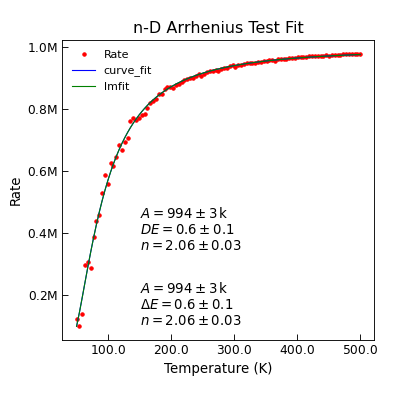 n-D Arrhenius Test Fit
1.0M
0.8M
0.6M
0.4M
0.2M
Rate
Rate
curve_fit
lmfit
A = 994 ± 3 k
DE = 0.6 ± 0.1
n = 2.06 ± 0.03
A = 994 ± 3 k
ΔE = 0.6 ± 0.1
n = 2.06 ± 0.03
100.0 200.0 300.0 400.0 500.0
Temperature (K)